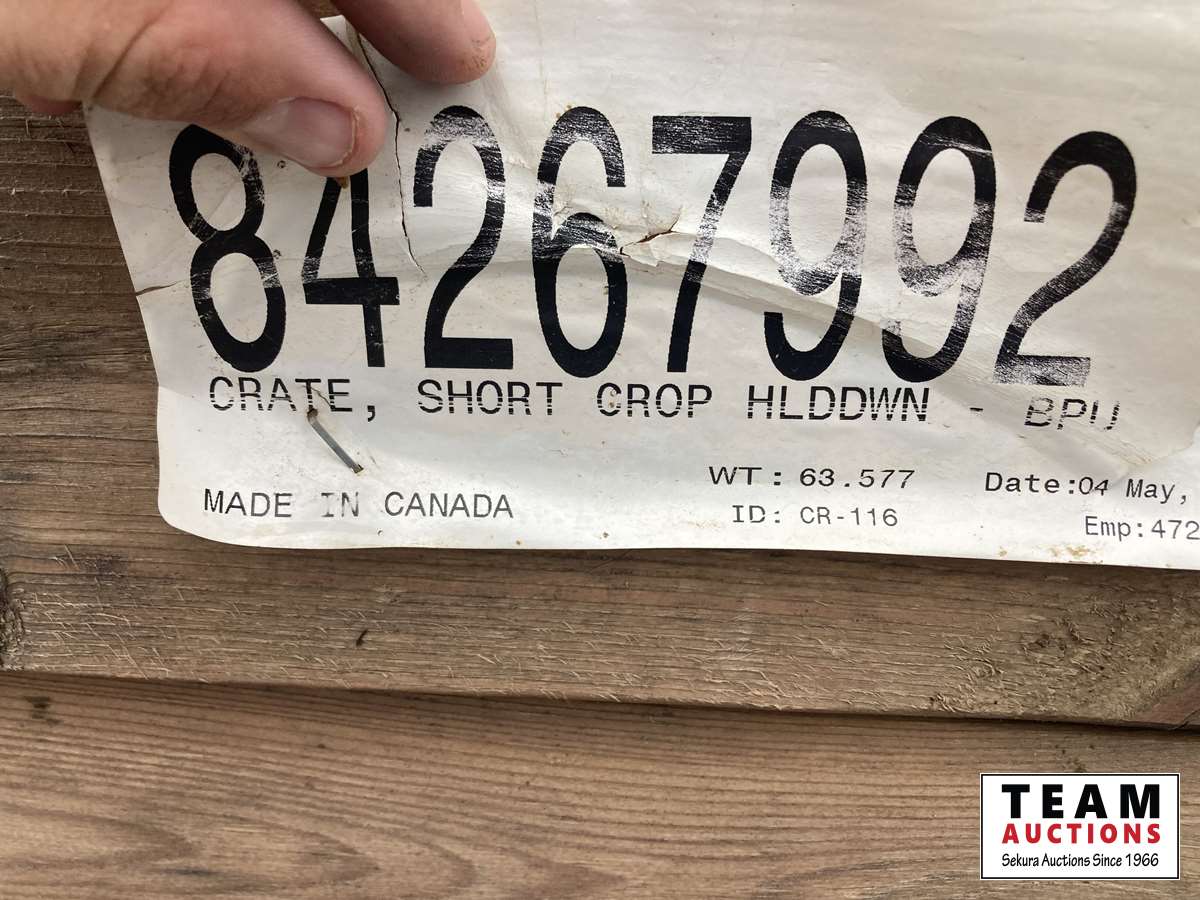 84267992
CRATE, SHORT CROP HLDDWN - BPU
MADE IN CANADA
WT: 63.577
Date:04 May,
ID: CR-116
Emp:472
TEAM
AUCTIONS
Sekura Auctions Since 1966